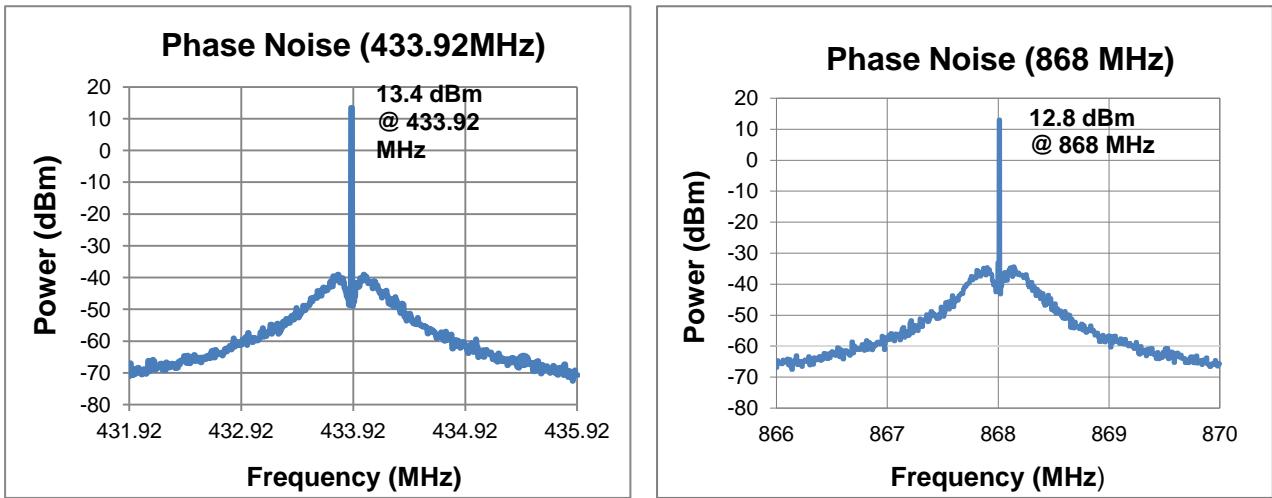 Phase Noise (433.92MHz)
13.4 dBm
@ 433.92
MHz
Power (dBm)
20
10
0
-10
-20
-30
-40
-50
-60
-70
-80
431.92 432.92 433.92 434.92 435.92
Frequency (MHz)
Phase Noise (868 MHz)
12.8 dBm
@ 868 MHz
Power (dBm)
20
10
0
-10
-20
-30
-40
-50
-60
-70
-80
866 867 868 869 870
Frequency (MHz)